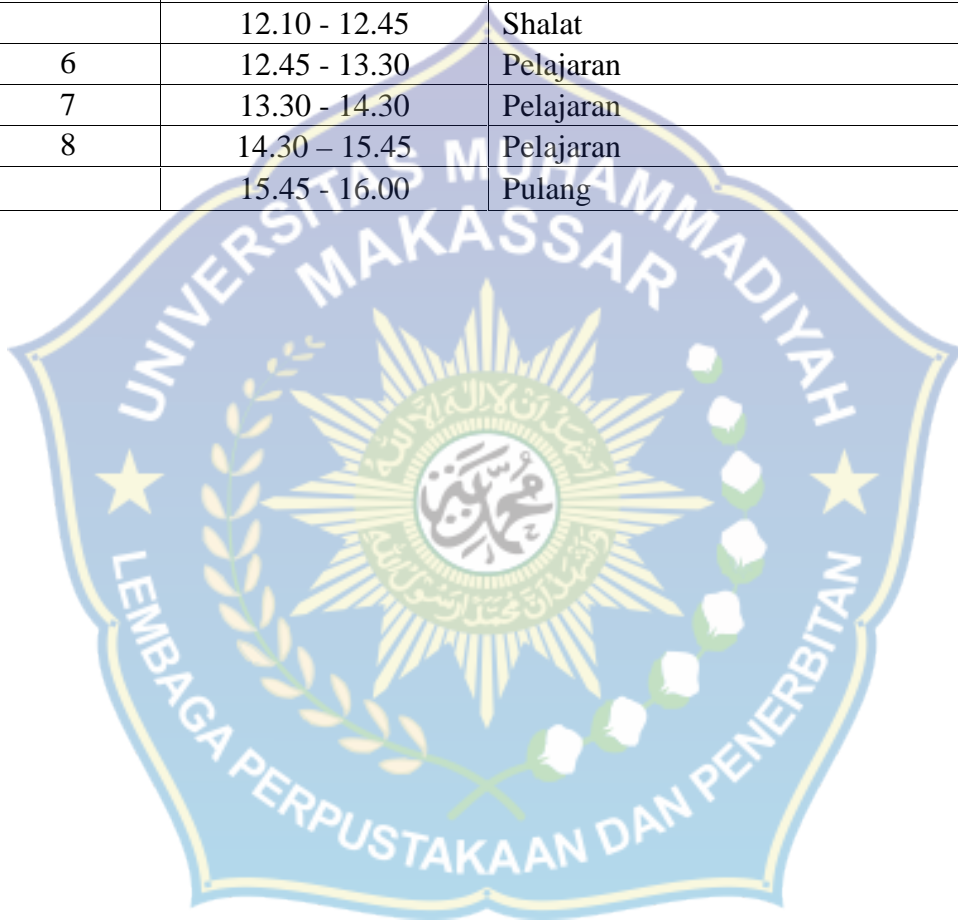 12.10 - 12.45 Shalat
6 12.45 - 13.30 Pelajaran
7 13.30 - 14.30 Pelajaran
8 14.30 – 15.45 Pelajaran
15.45 - 16.00 Pulang
UNIVERSITAS MUHAMMADIYAH
MAKASSAR
LEMBAGA PERPUSTAKAAN DAN PENERBITAN